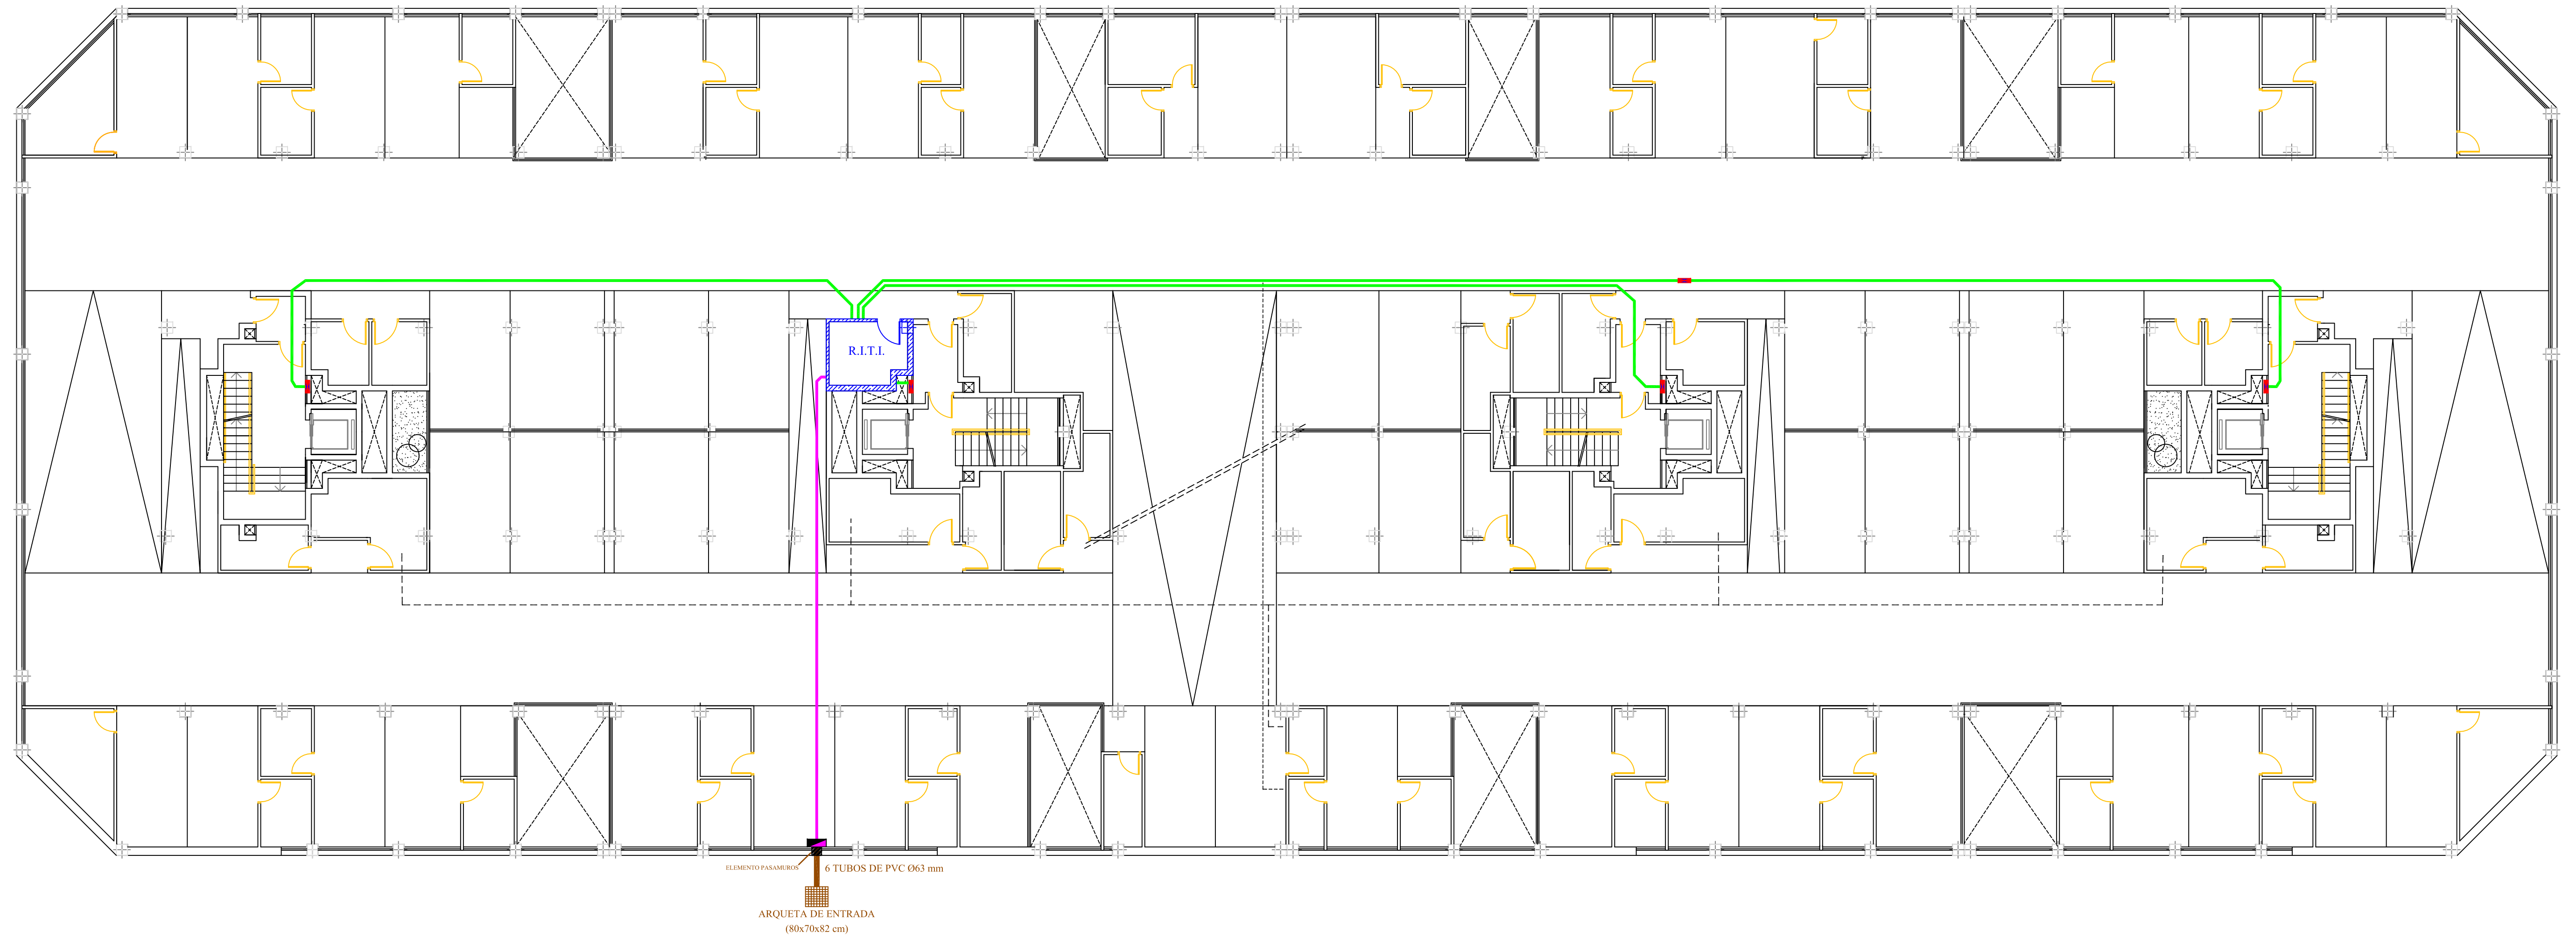 R.I.T.I.
ELEMENTO PASAMUROS
6 TUBOS DE PVC Ø63 mm
ARQUETA DE ENTRADA
(80x70x82 cm)